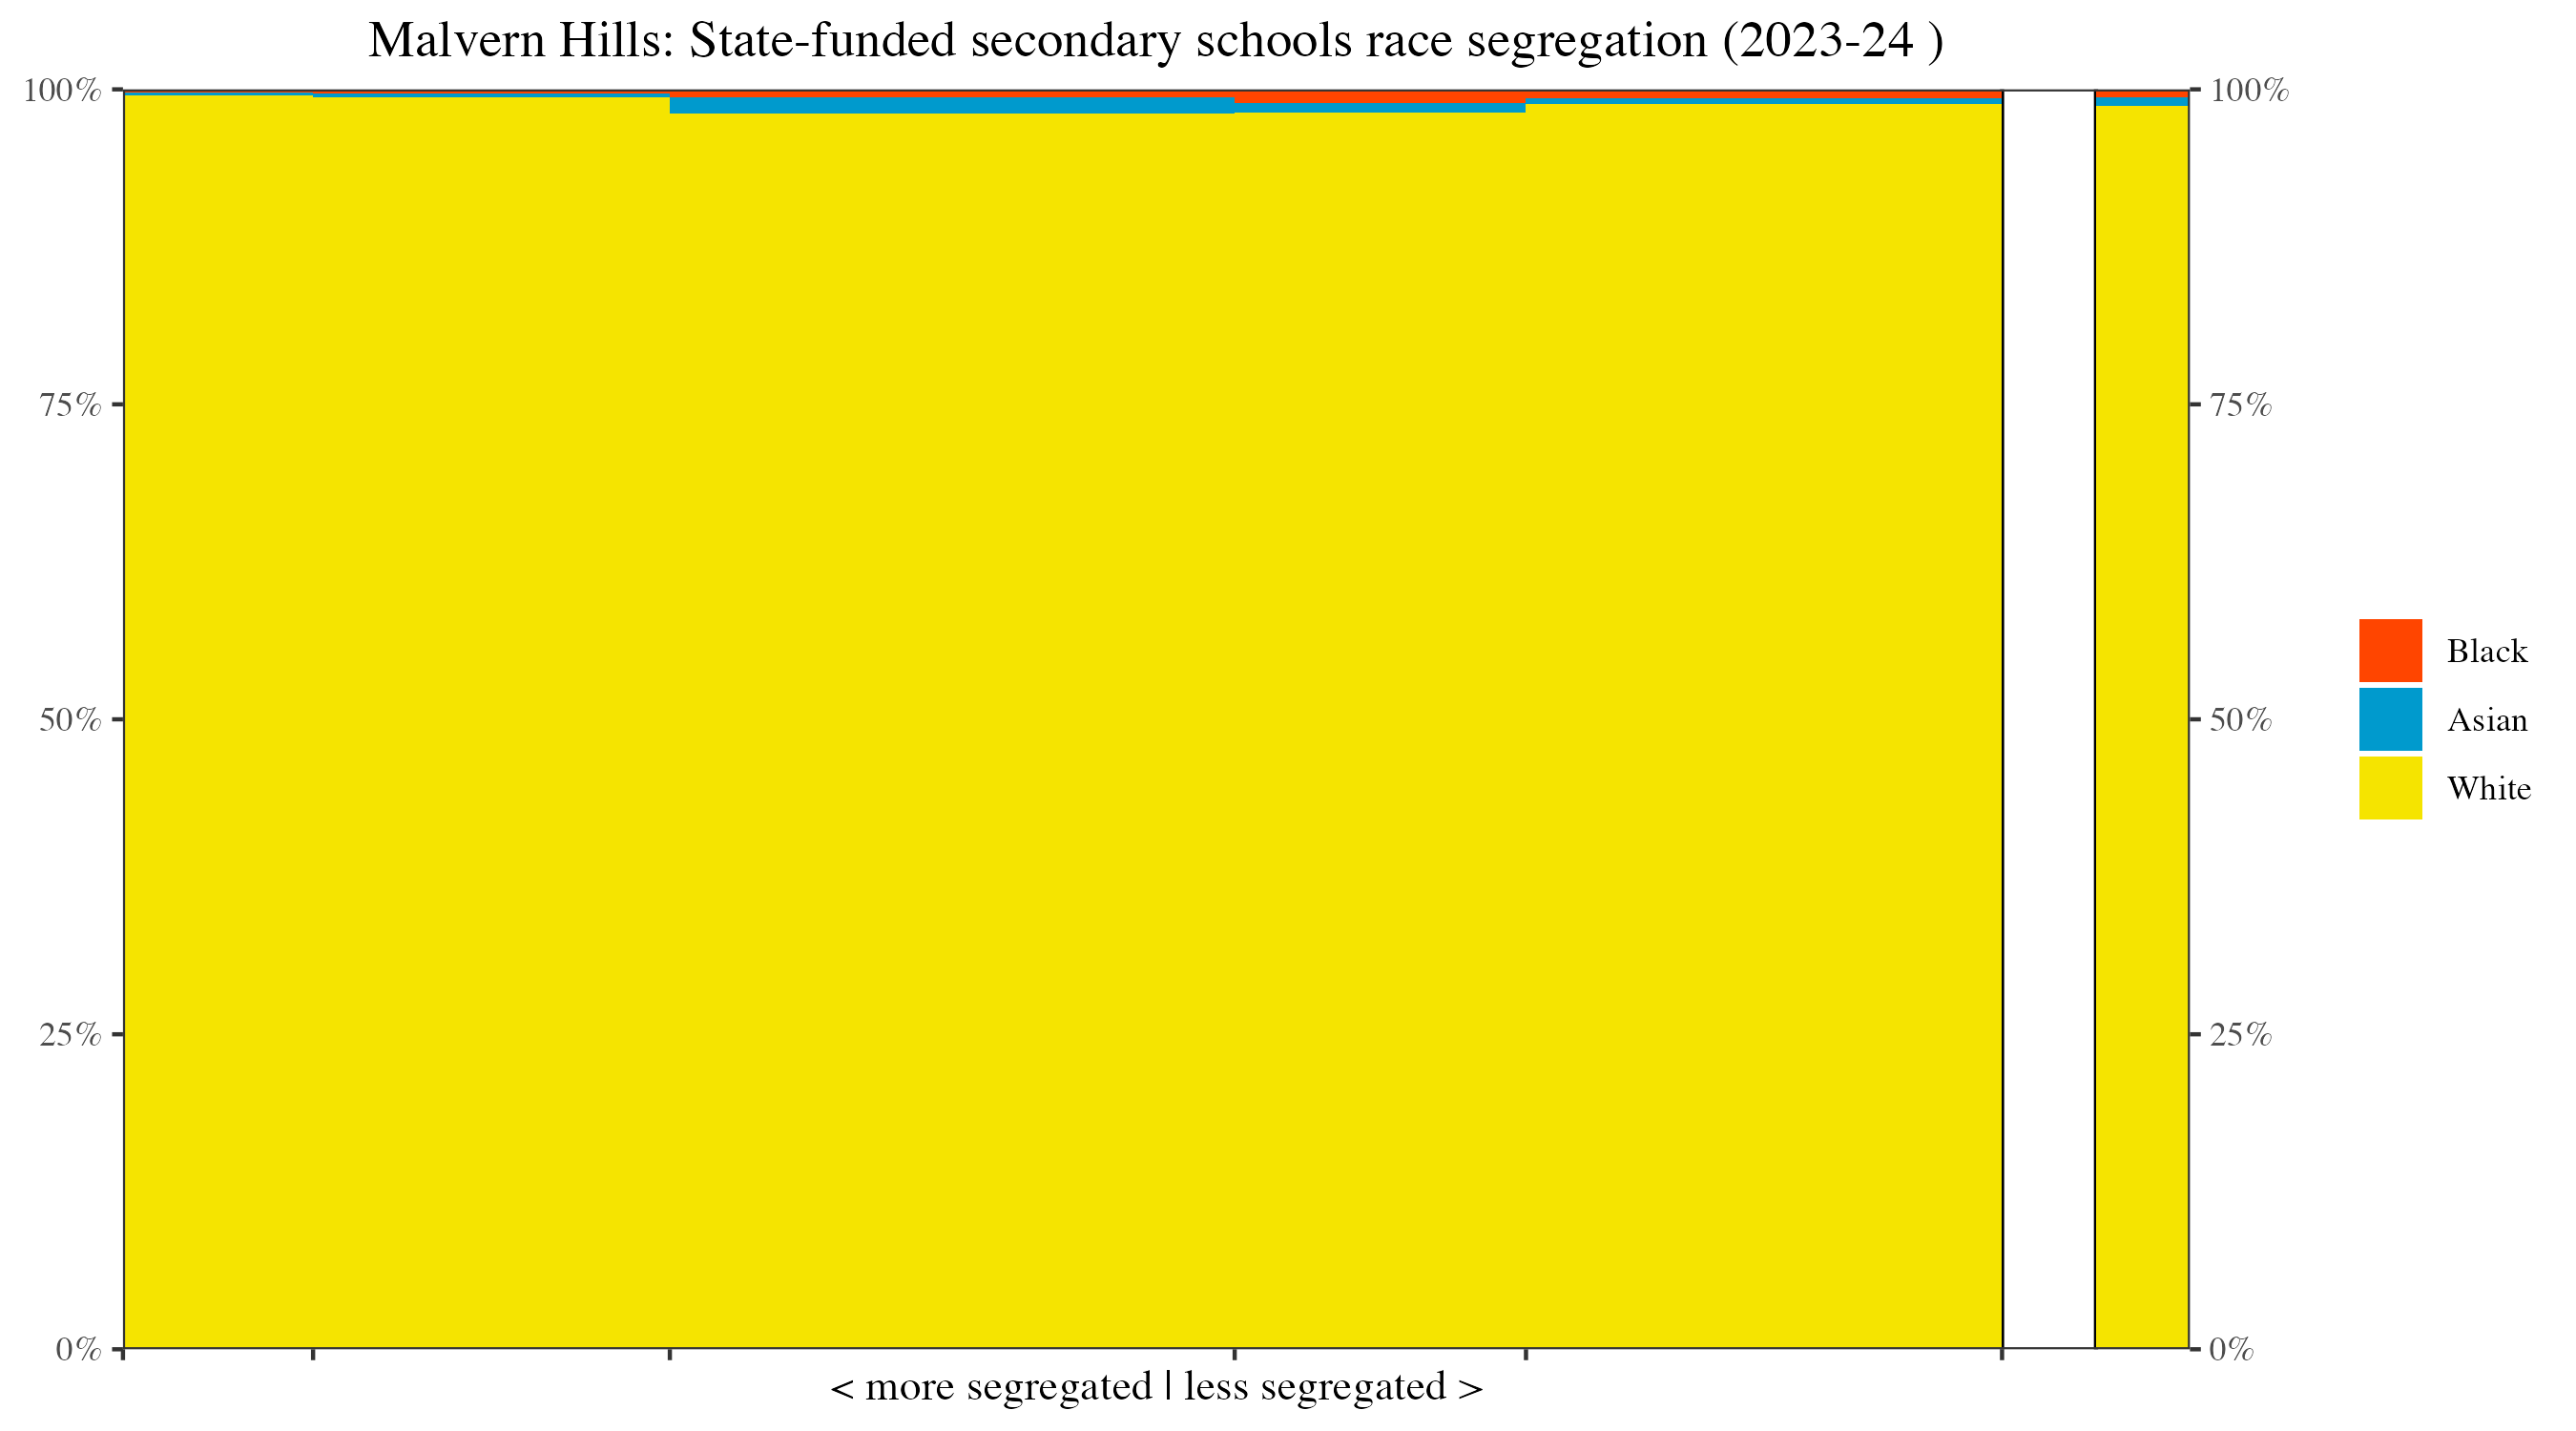 Malvern Hills: State-funded secondary schools race segregation (2023-24 )
100%
75%
50%
25%
0%
100%
75%
50%
25%
0%
Black
Asian
White
< more segregated | less segregated >